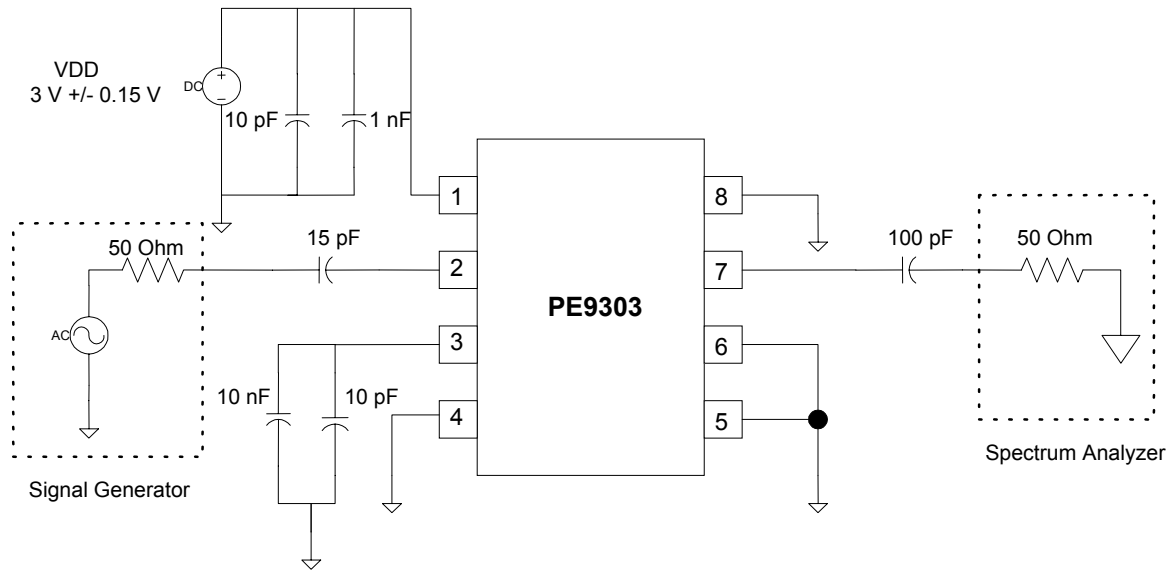 VDD
3 V +/- 0.15 V
DC
+
–
10 pF
1 nF
1
8
50 Ohm
15 pF
2
7
100 pF
50 Ohm
PE9303
AC
3
6
10 nF
10 pF
4
5
Signal Generator
Spectrum Analyzer